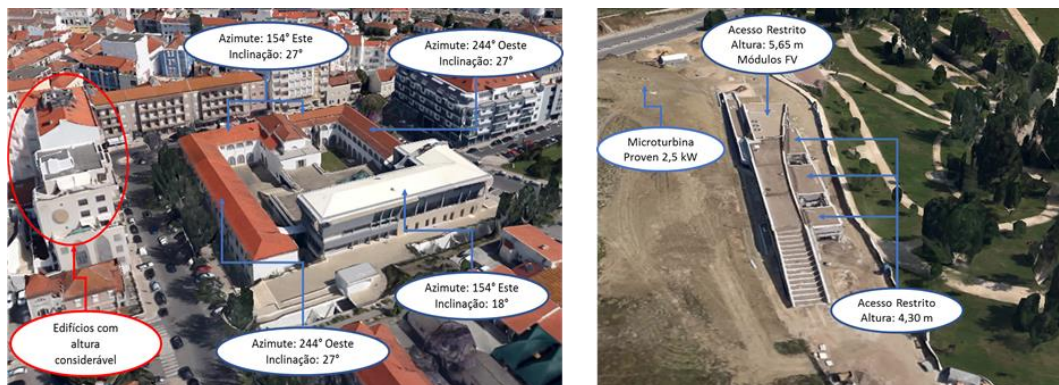 Azimute: 154° Este
Inclinação: 27°
Azimute: 244° Oeste
Inclinação: 27°
Edifícios com
altura
considerável
Azimute: 244° Oeste
Inclinação: 27°
Azimute: 154° Este
Inclinação: 18°
Acesso Restrito
Altura: 5,65 m
Módulos FV
Microturbina
Proven 2,5 kW
Acesso Restrito
Altura: 4,30 m